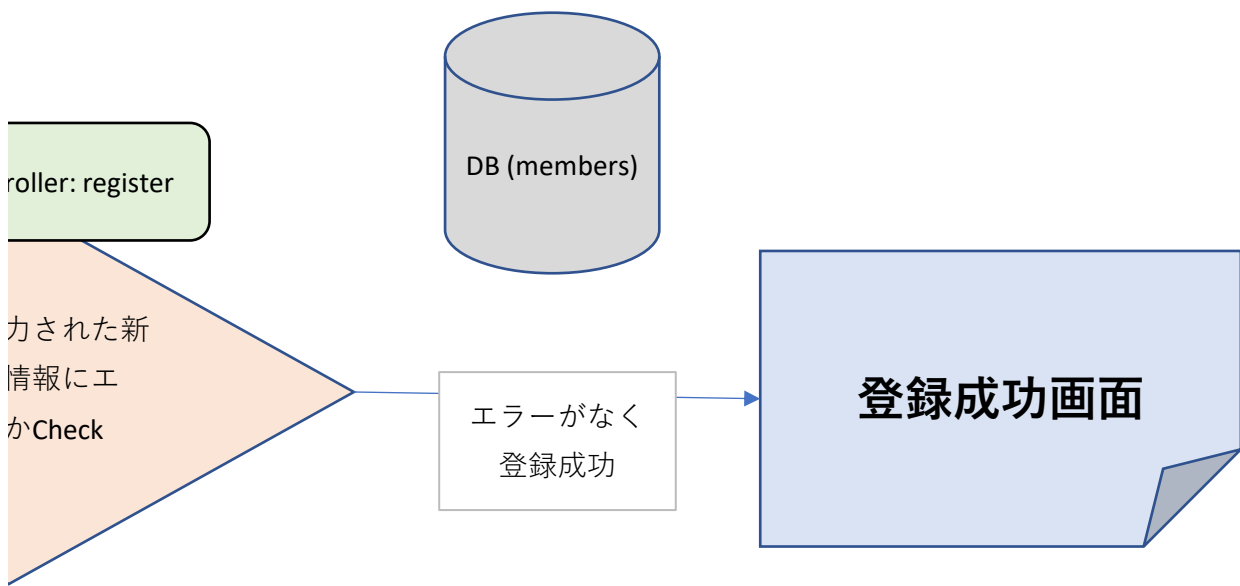 DB (members)
roller: register
力された新
情報にエ
かCheck
エラーがなく
登録成功
登録成功画面